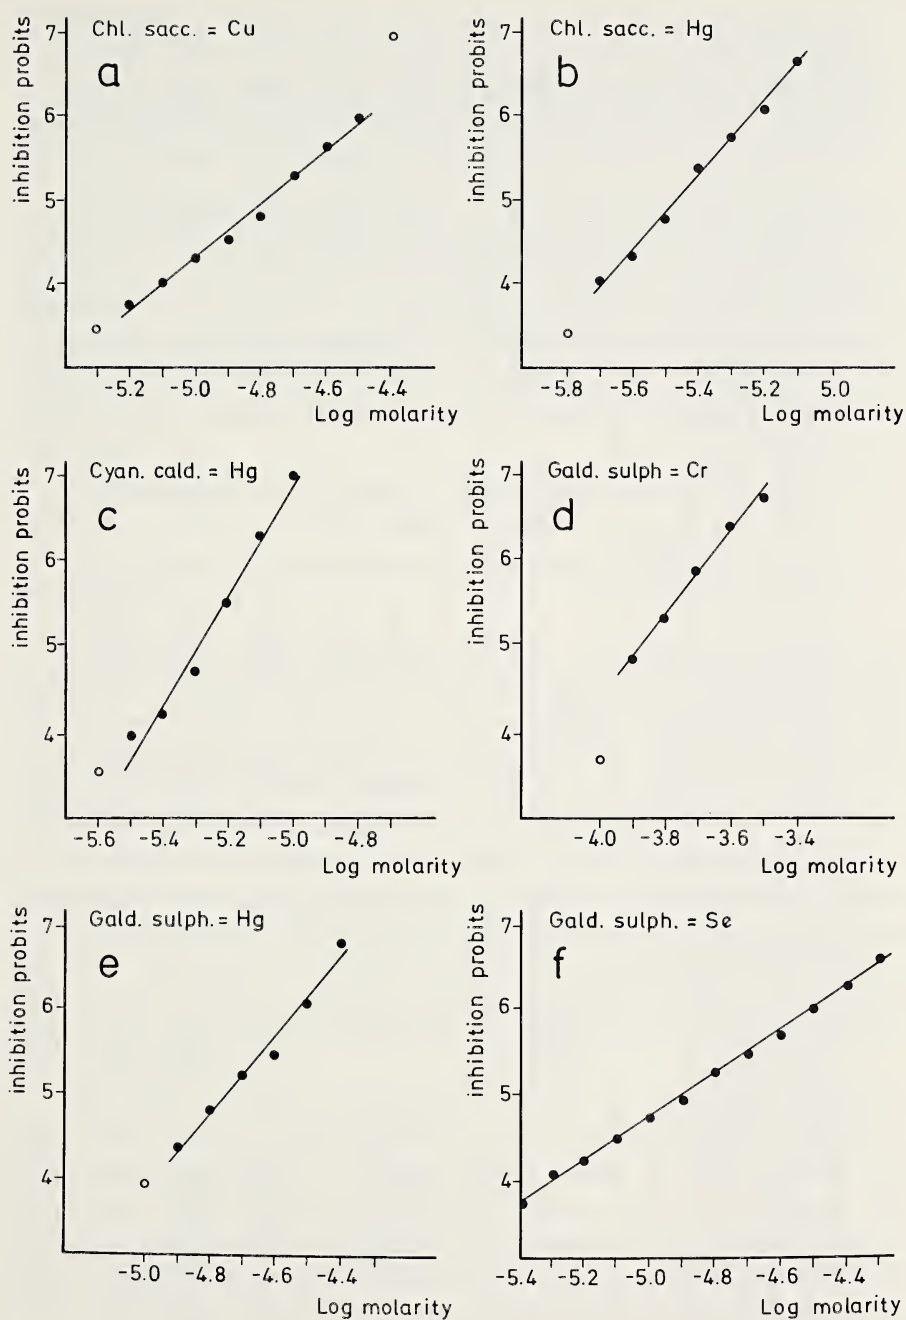 inhibition probits
7
6
5
4
Chl. sacc. = Cu
a
-5.2 -5.0 -4.8 -4.6 -4.4
Log molarity
inhibition probits
7
6
5
4
Chl. sacc. = Hg
b
-5.8 -5.6 -5.4 -5.2 5.0
Log molarity
inhibition probits
7
6
5
4
Cyan. cald. = Hg
c
-5.6 -5.4 -5.2 -5.0 -4.8
Log molarity
inhibition probits
7
6
5
4
Gald. sulph = Cr
d
-4.0 -3.8 -3.6 -3.4
Log molarity
inhibition probits
7
6
5
4
Gald. sulph. = Hg
e
-5.0 -4.8 -4.6 -4.4
Log molarity
inhibition probits
7
6
5
4
Gald. sulph. = Se
f
-5.4 -5.2 -5.0 -4.8 -4.6 -4.4
Log molarity